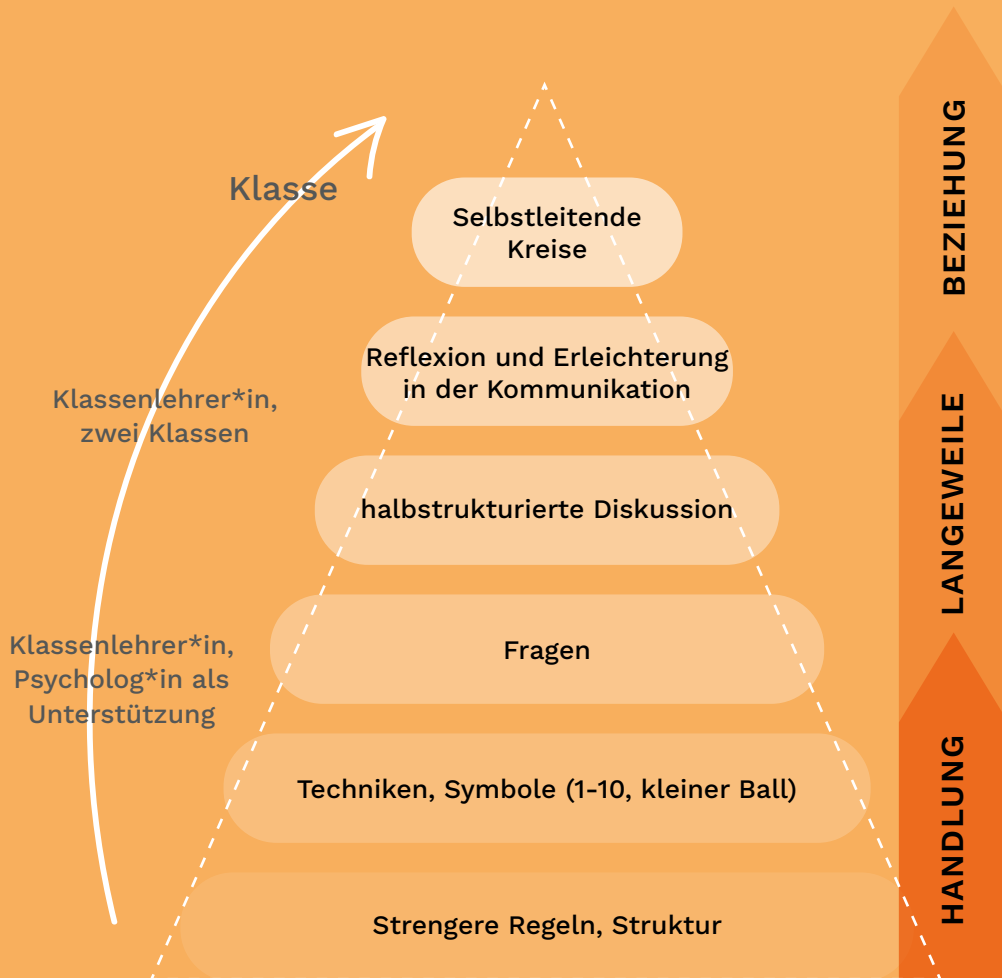 Klasse
Klassenlehrer*in,
zwei Klassen
Klassenlehrer*in,
Psycholog*in als
Unterstützung
Selbstleitende
Kreise
Reflexion und Erleichterung
in der Kommunikation
halbstrukturierte Diskussion
Fragen
Techniken, Symbole (1-10, kleiner Ball)
Strengere Regeln, Struktur
BEZIEHUNG
LANGEWEILE
HANDLUNG